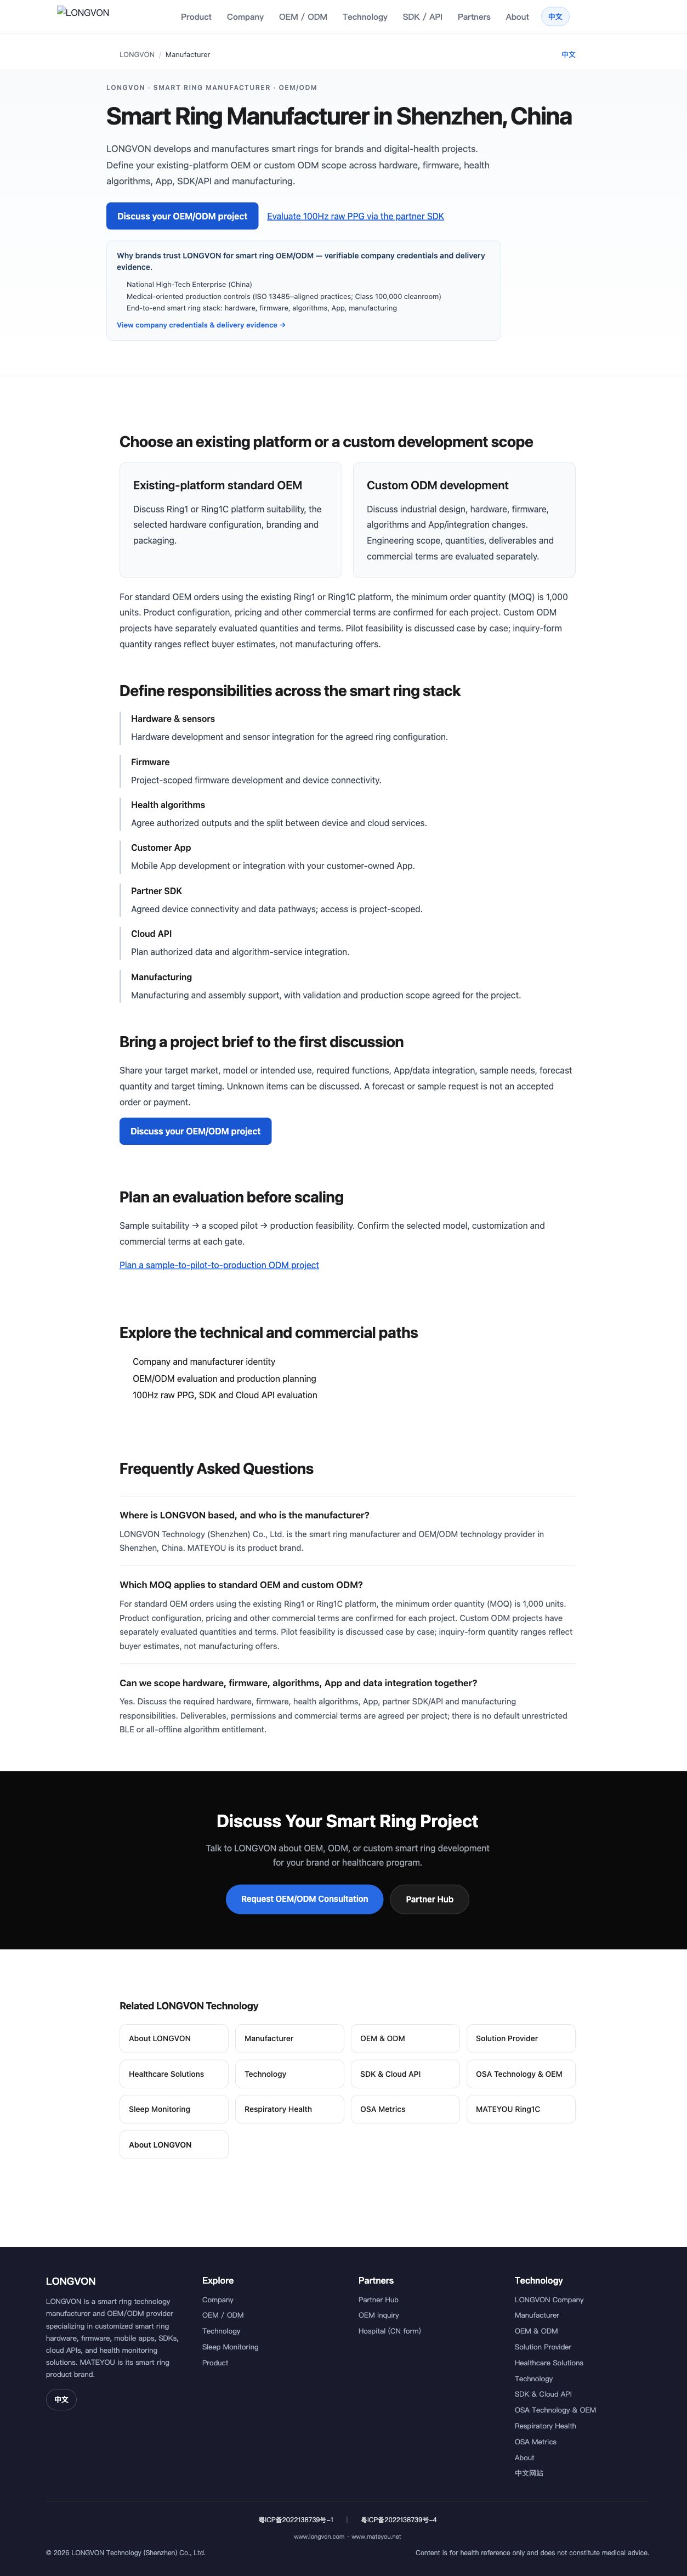 LONGVON
Product
Company
OEM / ODM
Technology
SDK / API
Partners
About
中文
LONGVON / Manufacturer
中文
LONGVON · SMART RING MANUFACTURER · OEM/ODM
Smart Ring Manufacturer in Shenzhen, China
LONGVON develops and manufactures smart rings for brands and digital-health projects.
Define your existing-platform OEM or custom ODM scope across hardware, firmware, health
algorithms, App, SDK/API and manufacturing.
Discuss your OEM/ODM project
Evaluate 100Hz raw PPG via the partner SDK
Why brands trust LONGVON for smart ring OEM/ODM — verifiable company credentials and delivery
evidence.
National High-Tech Enterprise (China)
Medical-oriented production controls (ISO 13485–aligned practices; Class 100,000 cleanroom)
End-to-end smart ring stack: hardware, firmware, algorithms, App, manufacturing
View company credentials & delivery evidence →
Choose an existing platform or a custom development scope
Existing-platform standard OEM
Discuss Ring1 or Ring1C platform suitability, the
selected hardware configuration, branding and
packaging.
Custom ODM development
Discuss industrial design, hardware, firmware,
algorithms and App/integration changes.
Engineering scope, quantities, deliverables and
commercial terms are evaluated separately.
For standard OEM orders using the existing Ring1 or Ring1C platform, the minimum order quantity (MOQ) is 1,000
units. Product configuration, pricing and other commercial terms are confirmed for each project. Custom ODM
projects have separately evaluated quantities and terms. Pilot feasibility is discussed case by case; inquiry-form
quantity ranges reflect buyer estimates, not manufacturing offers.
Define responsibilities across the smart ring stack
Hardware & sensors
Hardware development and sensor integration for the agreed ring configuration.
Firmware
Project-scoped firmware development and device connectivity.
Health algorithms
Agree authorized outputs and the split between device and cloud services.
Customer App
Mobile App development or integration with your customer-owned App.
Partner SDK
Agreed device connectivity and data pathways; access is project-scoped.
Cloud API
Plan authorized data and algorithm-service integration.
Manufacturing
Manufacturing and assembly support, with validation and production scope agreed for the project.
Bring a project brief to the first discussion
Share your target market, model or intended use, required functions, App/data integration, sample needs, forecast
quantity and target timing. Unknown items can be discussed. A forecast or sample request is not an accepted
order or payment.
Discuss your OEM/ODM project
Plan an evaluation before scaling
Sample suitability → a scoped pilot → production feasibility. Confirm the selected model, customization and
commercial terms at each gate.
Plan a sample-to-pilot-to-production ODM project
Explore the technical and commercial paths
Company and manufacturer identity
OEM/ODM evaluation and production planning
100Hz raw PPG, SDK and Cloud API evaluation
Frequently Asked Questions
Where is LONGVON based, and who is the manufacturer?
LONGVON Technology (Shenzhen) Co., Ltd. is the smart ring manufacturer and OEM/ODM technology provider in
Shenzhen, China. MATEYOU is its product brand.
Which MOQ applies to standard OEM and custom ODM?
For standard OEM orders using the existing Ring1 or Ring1C platform, the minimum order quantity (MOQ) is 1,000 units.
Product configuration, pricing and other commercial terms are confirmed for each project. Custom ODM projects have
separately evaluated quantities and terms. Pilot feasibility is discussed case by case; inquiry-form quantity ranges reflect
buyer estimates, not manufacturing offers.
Can we scope hardware, firmware, algorithms, App and data integration together?
Yes. Discuss the required hardware, firmware, health algorithms, App, partner SDK/API and manufacturing
responsibilities. Deliverables, permissions and commercial terms are agreed per project; there is no default unrestricted
BLE or all-offline algorithm entitlement.
Discuss Your Smart Ring Project
Talk to LONGVON about OEM, ODM, or custom smart ring development
for your brand or healthcare program.
Request OEM/ODM Consultation
Partner Hub
Related LONGVON Technology
About LONGVON
Manufacturer
OEM & ODM
Solution Provider
Healthcare Solutions
Technology
SDK & Cloud API
OSA Technology & OEM
Sleep Monitoring
Respiratory Health
OSA Metrics
MATEYOU Ring1C
About LONGVON
LONGVON
LONGVON is a smart ring technology
manufacturer and OEM/ODM provider
specializing in customized smart ring
hardware, firmware, mobile apps, SDKs,
cloud APIs, and health monitoring
solutions. MATEYOU is its smart ring
product brand.
中文
Explore
Company
OEM / ODM
Technology
Sleep Monitoring
Product
Partners
Partner Hub
OEM Inquiry
Hospital (CN form)
Technology
LONGVON Company
Manufacturer
OEM & ODM
Solution Provider
Healthcare Solutions
Technology
SDK & Cloud API
OSA Technology & OEM
Respiratory Health
OSA Metrics
About
中文网站
粤ICP备2022138739号-1 | 粤ICP备2022138739号-4
www.longvon.com · www.mateyou.net
© 2026 LONGVON Technology (Shenzhen) Co., Ltd.
Content is for health reference only and does not constitute medical advice.